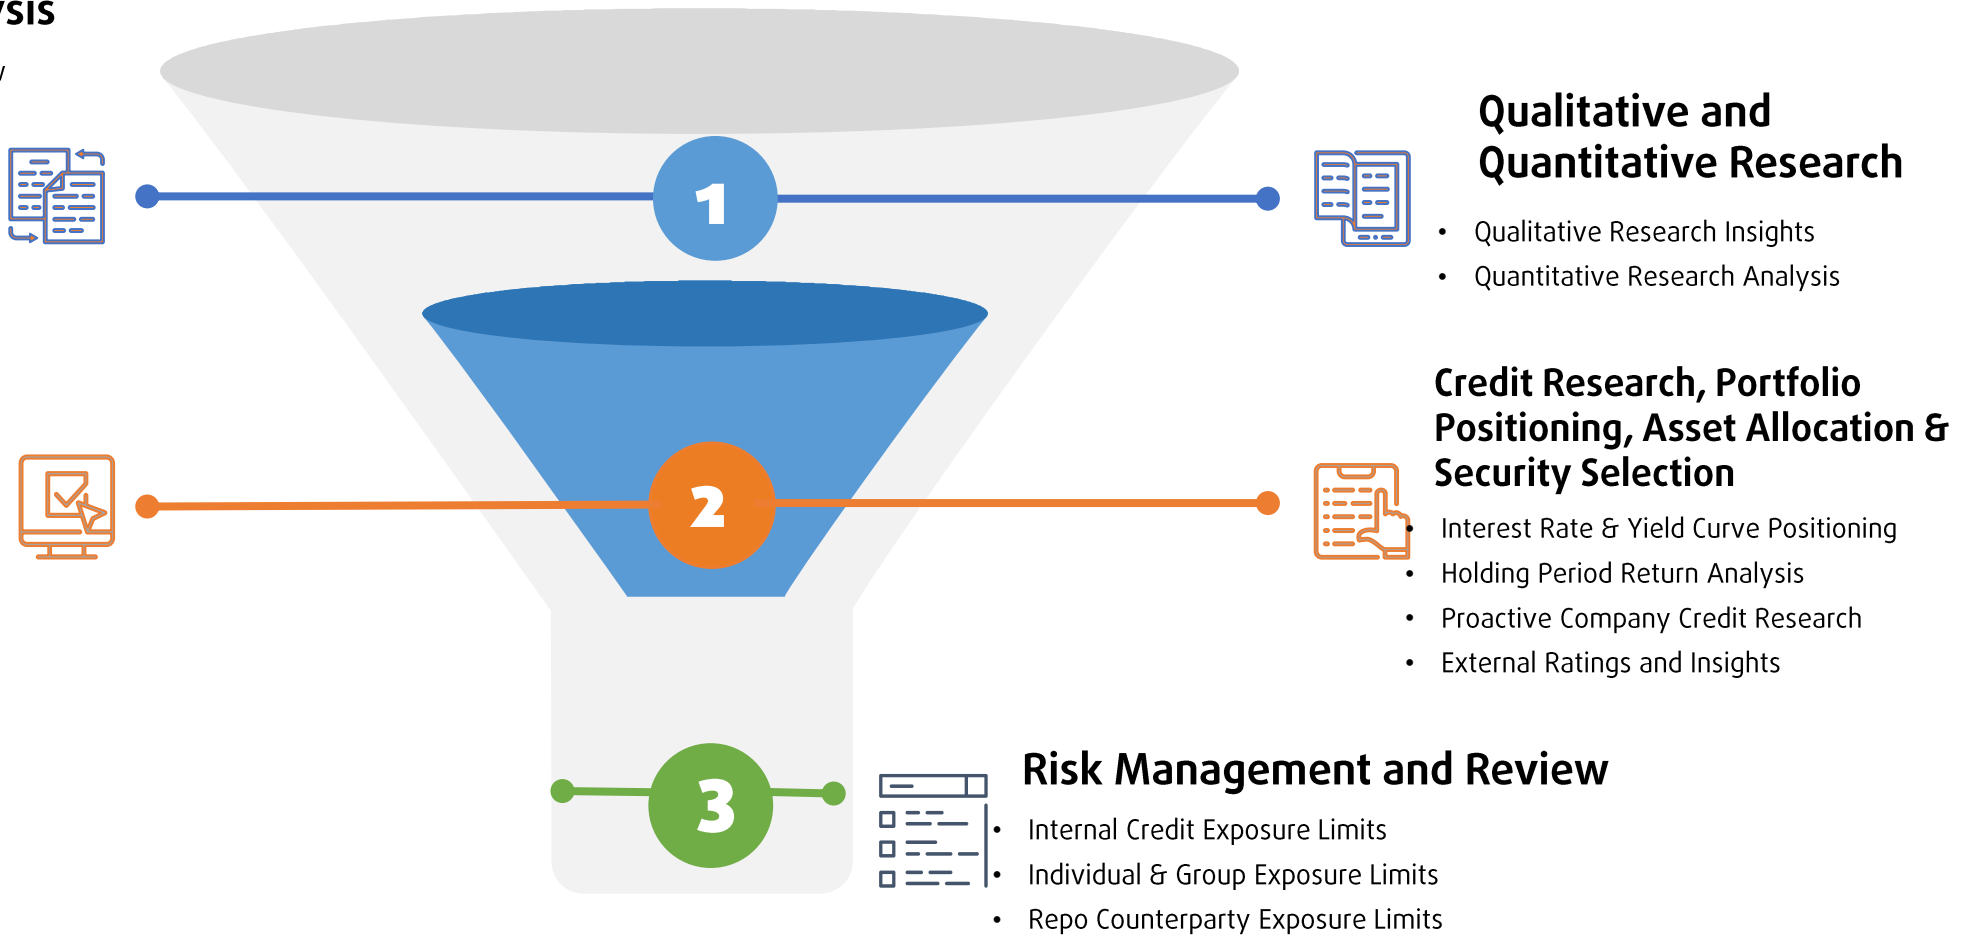 1
Qualitative and
Quantitative Research
• Qualitative Research Insights
• Quantitative Research Analysis
2
Credit Research, Portfolio
Positioning, Asset Allocation &
Security Selection
• Interest Rate & Yield Curve Positioning
• Holding Period Return Analysis
• Proactive Company Credit Research
• External Ratings and Insights
3
Risk Management and Review
• Internal Credit Exposure Limits
• Individual & Group Exposure Limits
• Repo Counterparty Exposure Limits